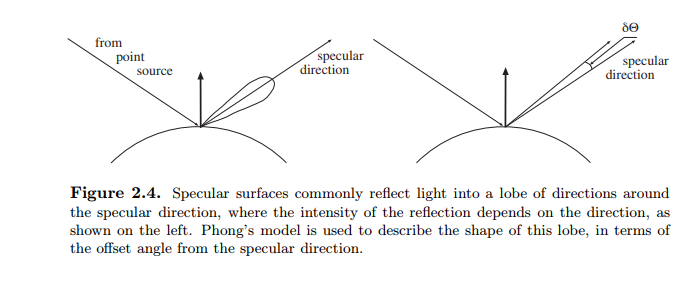 from
point
source
specular
direction
δΘ
specular
direction
Figure 2.4. Specular surfaces commonly reflect light into a lobe of directions around
the specular direction, where the intensity of the reflection depends on the direction, as
shown on the left. Phong's model is used to describe the shape of this lobe, in terms of
the offset angle from the specular direction.